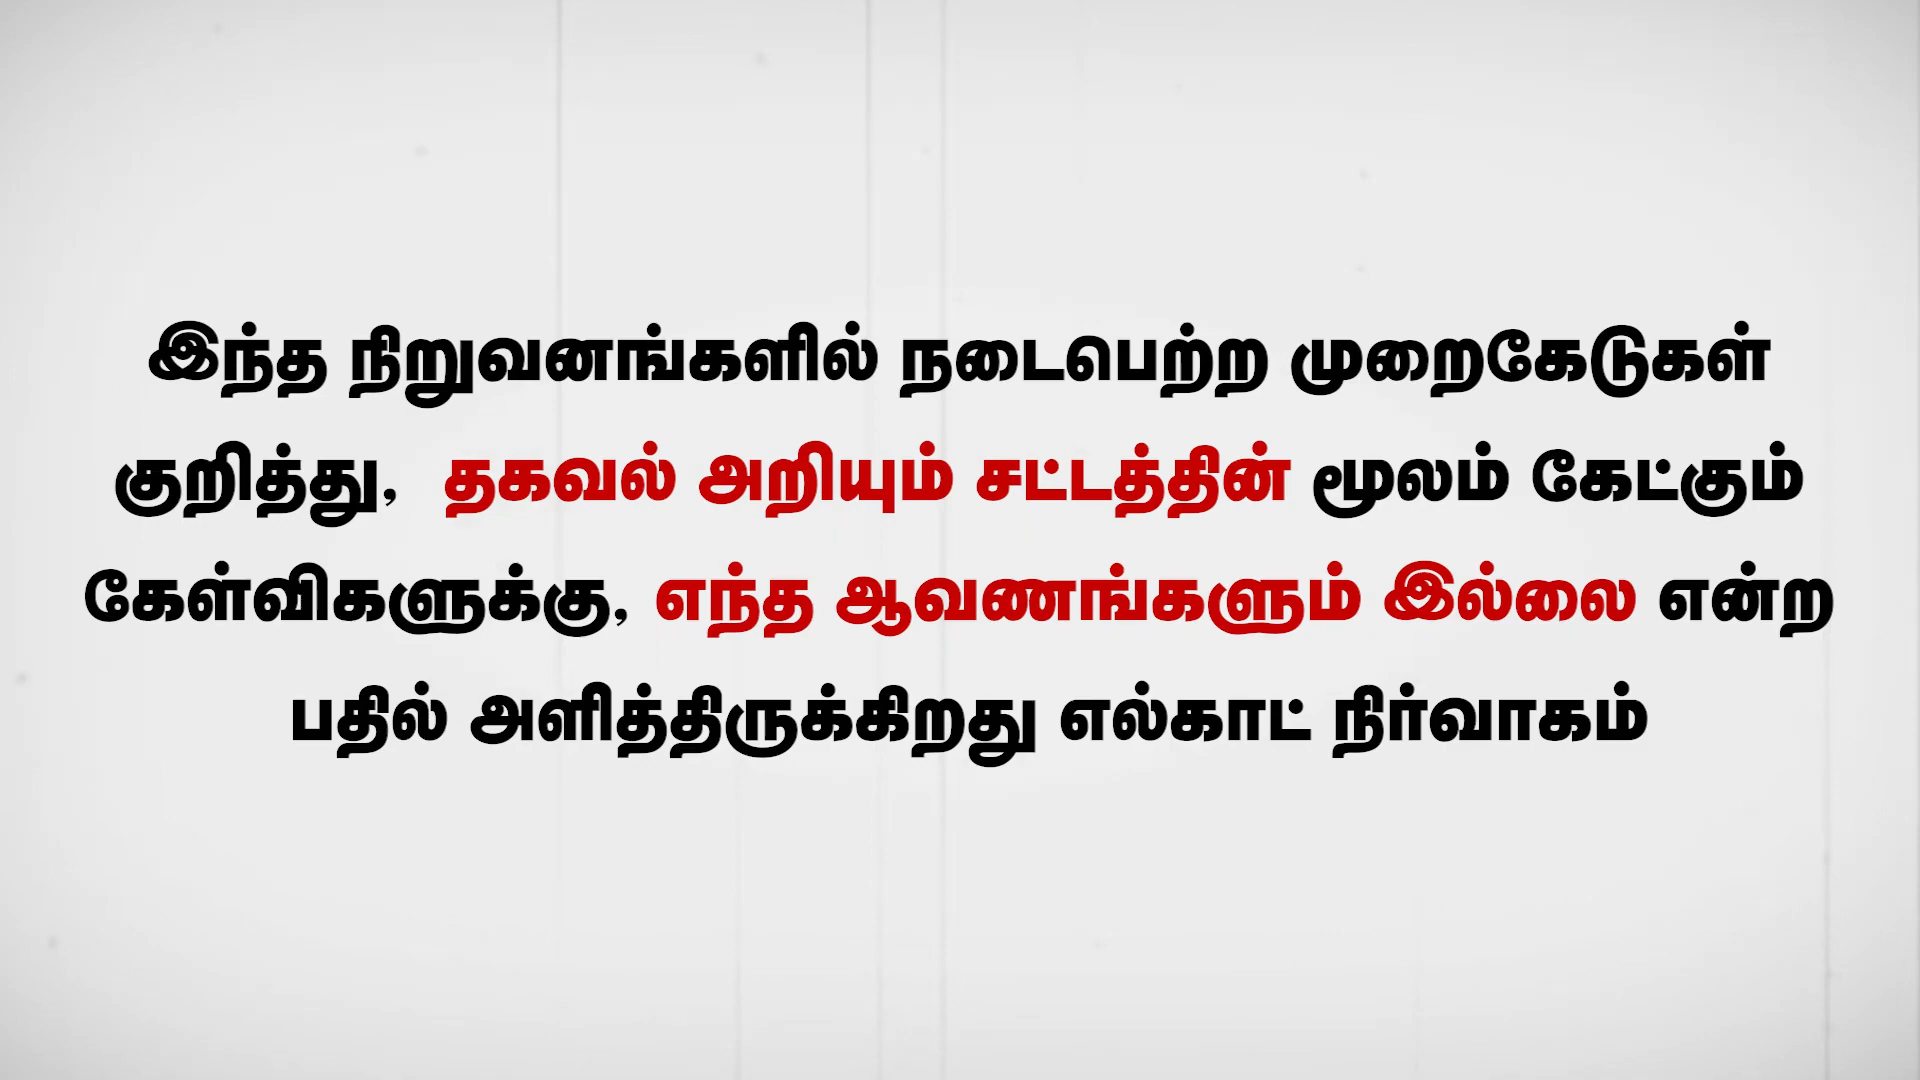 இந்த நிறுவனங்களில் நடைபெற்ற முறைகேடுகள்
குறித்து, தகவல் அறியும் சட்டத்தின் மூலம் கேட்கும்
கேள்விகளுக்கு, எந்த ஆவணங்களும் இல்லை என்ற
பதில் அளித்திருக்கிறது எல்காட் நிர்வாகம்